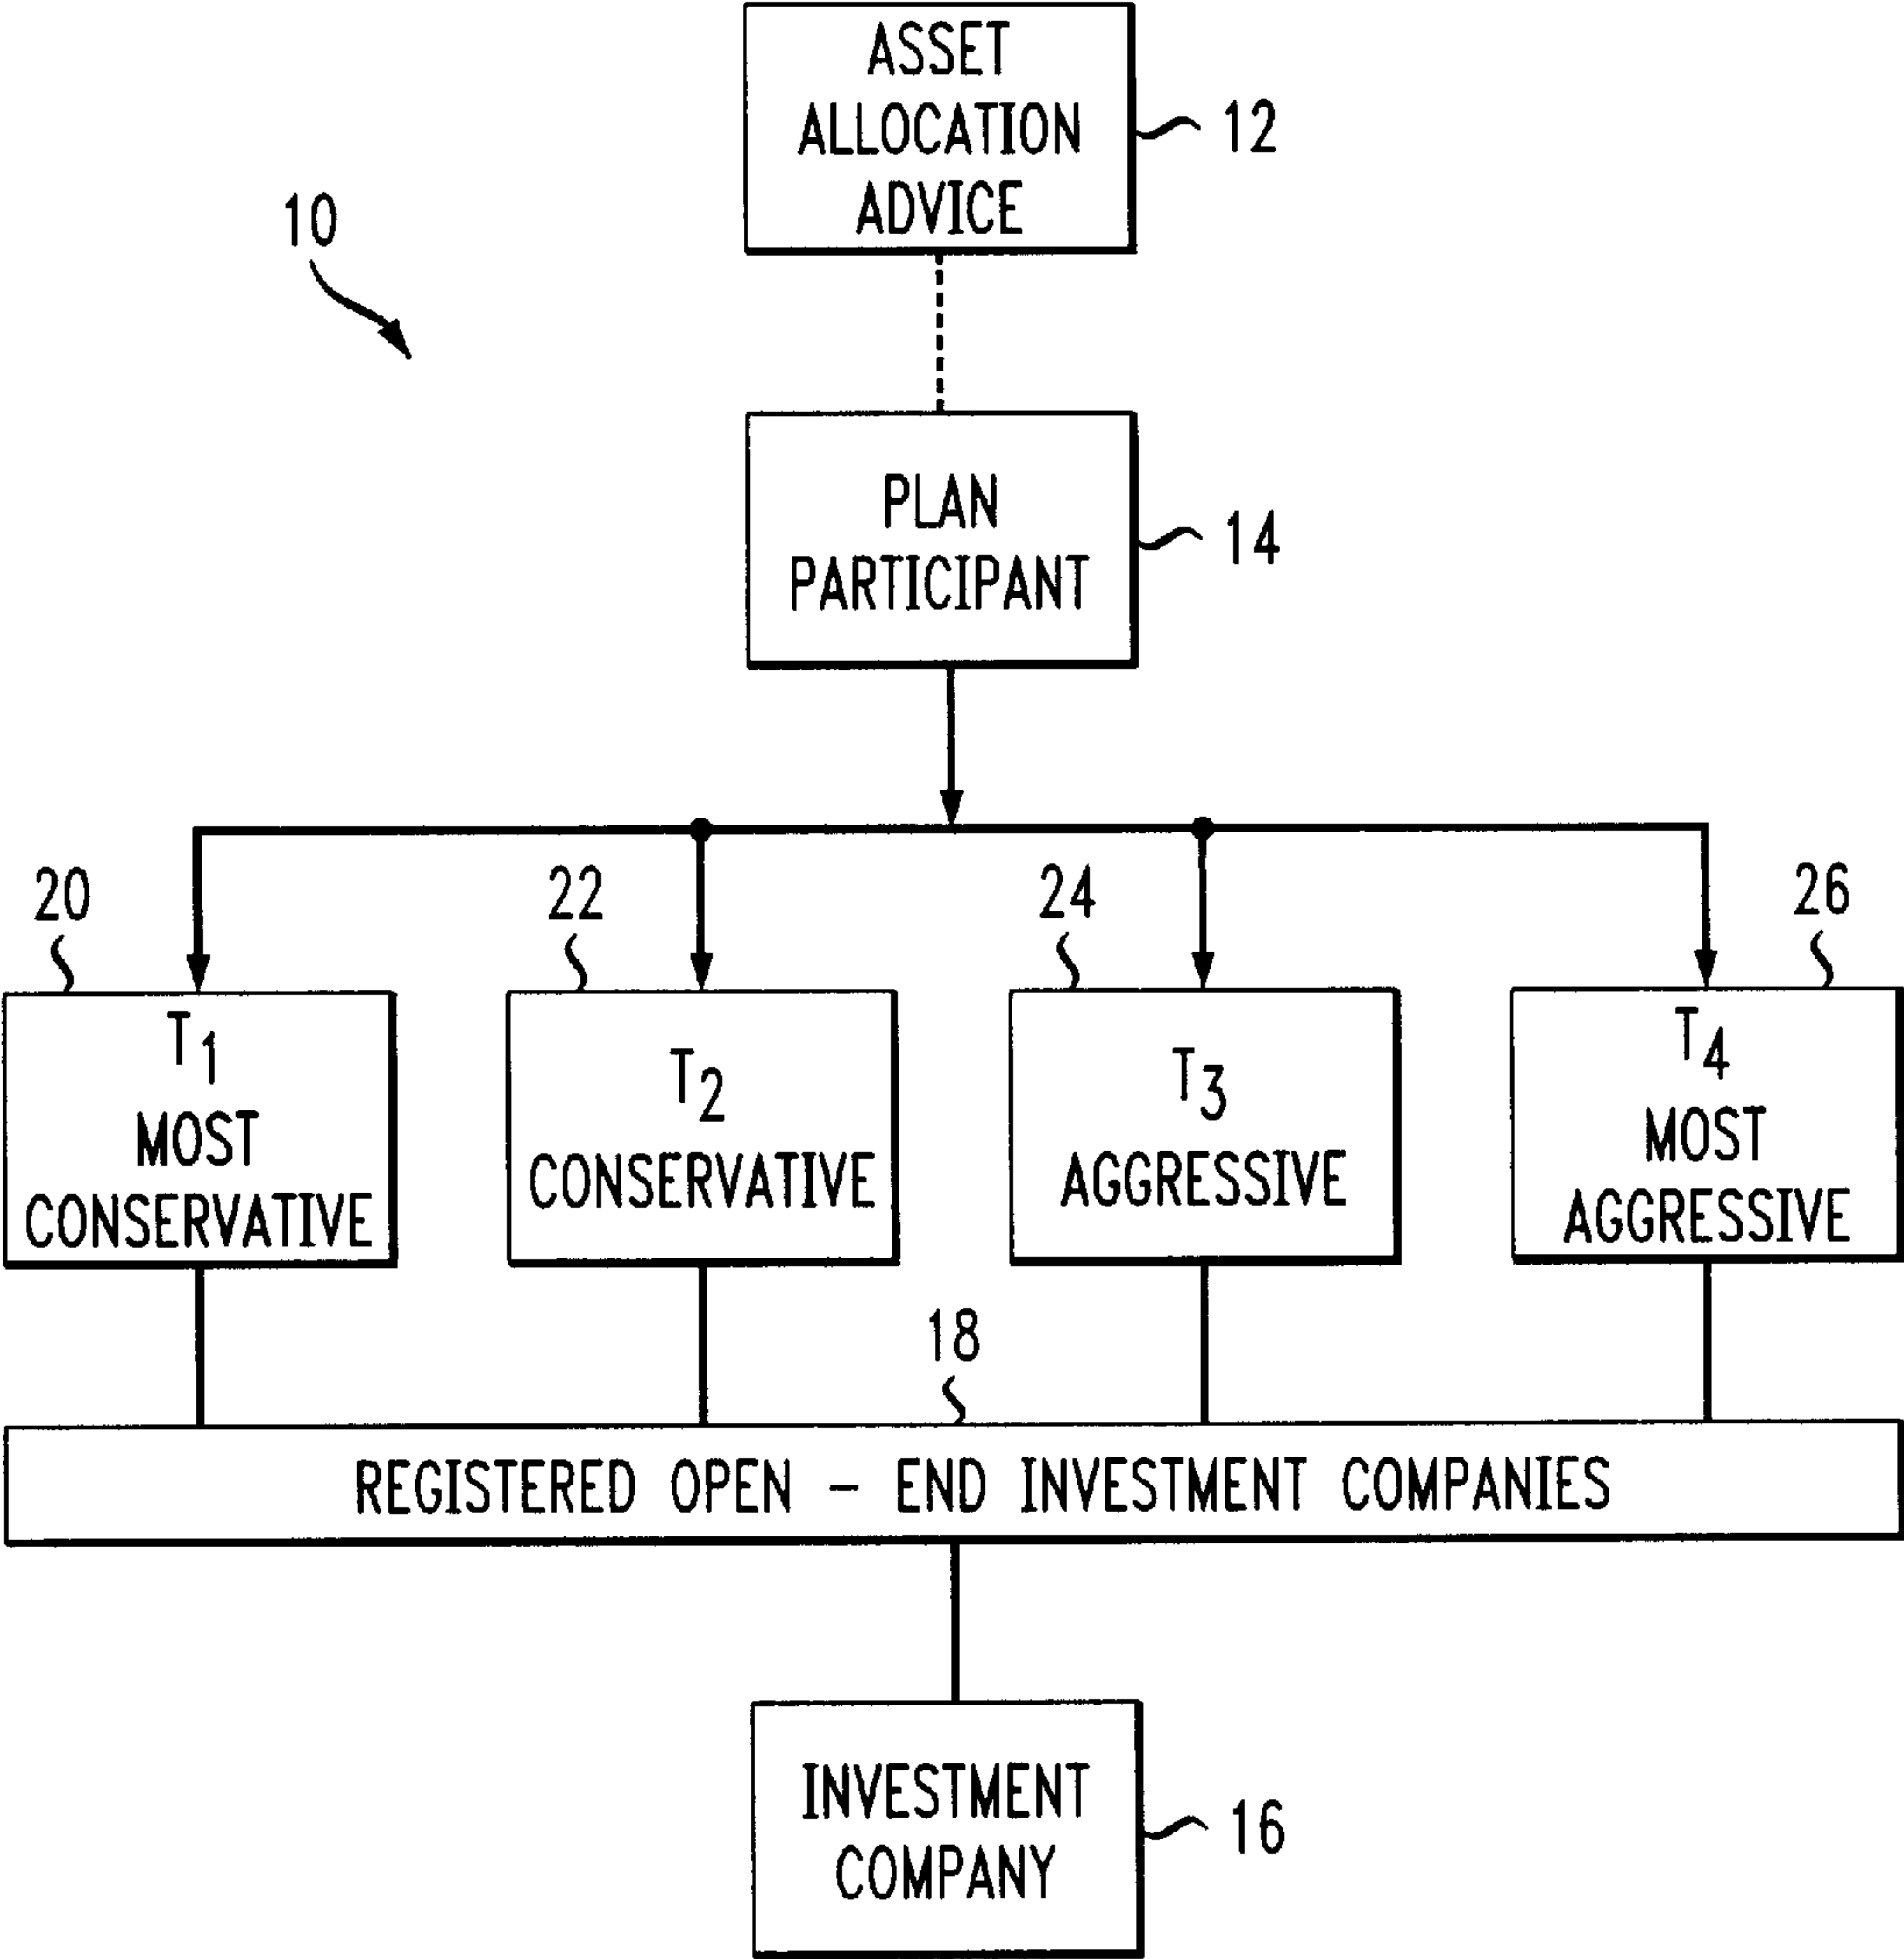 ASSET
ALLOCATION
ADVICE
12
10
PLAN
PARTICIPANT
14
20
22
24
26
T1
MOST
CONSERVATIVE
T2
CONSERVATIVE
T3
AGGRESSIVE
T4
MOST
AGGRESSIVE
18
REGISTERED OPEN - END INVESTMENT COMPANIES
INVESTMENT
COMPANY
16